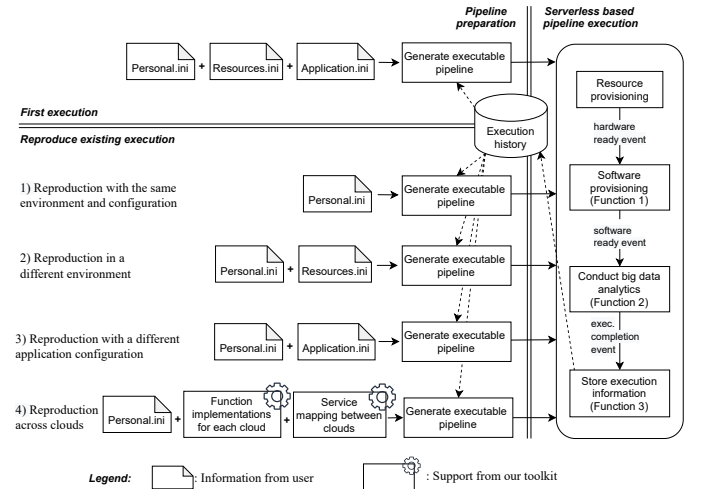 Pipeline
preparation
Serverless based
pipeline execution
Personal.ini
+
Resources.ini
+
Application.ini
Generate executable
pipeline
Resource
provisioning
First execution
Reproduce existing execution
Execution
history
hardware
ready event
1) Reproduction with the same
environment and configuration
Personal.ini
Generate executable
pipeline
Software
provisioning
(Function 1)
software
ready event
2) Reproduction in a
different environment
Personal.ini
+
Resources.ini
Generate executable
pipeline
Conduct big data
analytics
(Function 2)
exec.
completion
event
3) Reproduction with a different
application configuration
Personal.ini
+
Application.ini
Generate executable
pipeline
4) Reproduction
across clouds
Personal.ini
+
Function
implementations
for each cloud
+
Service
mapping between
clouds
Generate executable
pipeline
Store execution
information
(Function 3)
Legend:
: Information from user
: Support from our toolkit